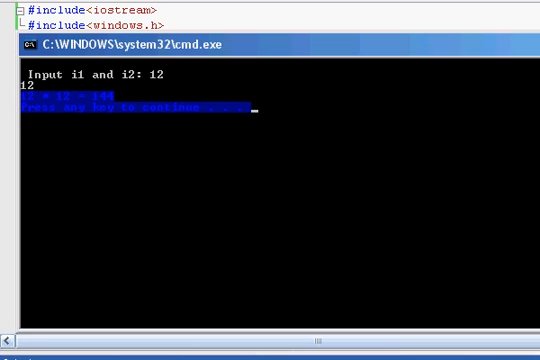 #include<iostream>
#include<windows.h>
C:\WINDOWS\system32\cmd.exe
Input i1 and i2: 12
12
12 * 12 = 144
Press any key to continue . . .